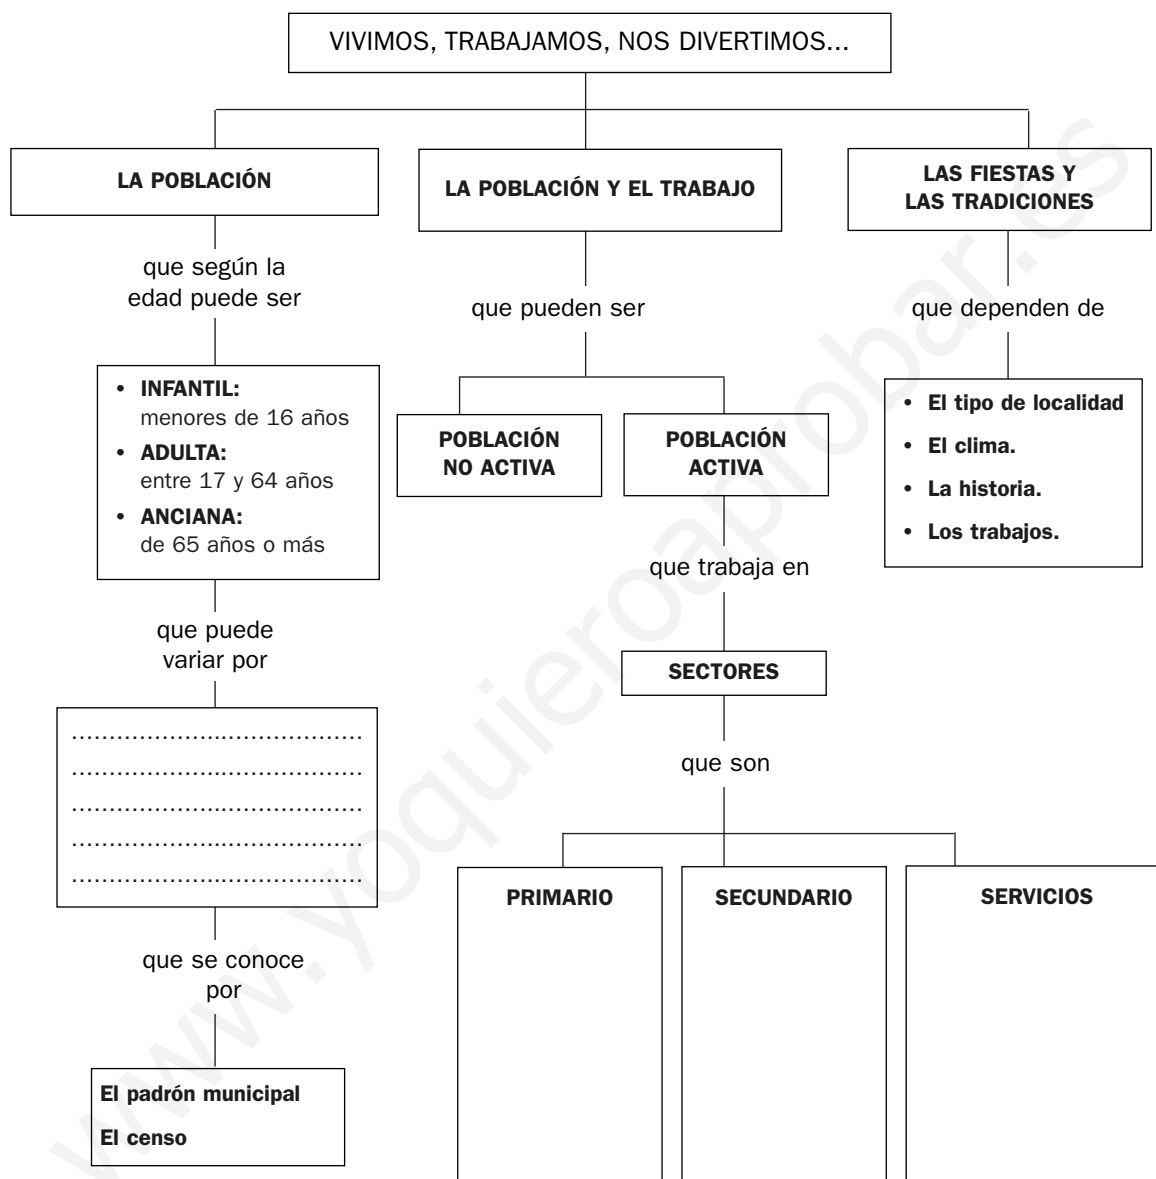 VIVIMOS, TRABAJAMOS, NOS DIVERTIMOS...
LA POBLACIÓN
que según la
edad puede ser
• INFANTIL:
menores de 16 años
• ADULTA:
entre 17 y 64 años
• ANCIANA:
de 65 años o más
que puede
variar por
.......................................
.......................................
.......................................
.......................................
.......................................
que se conoce
por
El padrón municipal
El censo
LA POBLACIÓN Y EL TRABAJO
que pueden ser
POBLACIÓN
NO ACTIVA
POBLACIÓN
ACTIVA
que trabaja en
SECTORES
que son
PRIMARIO
SECUNDARIO
SERVICIOS
LAS FIESTAS Y
LAS TRADICIONES
que dependen de
• El tipo de localidad
• El clima.
• La historia.
• Los trabajos.
www.yoquieroaprobar.es